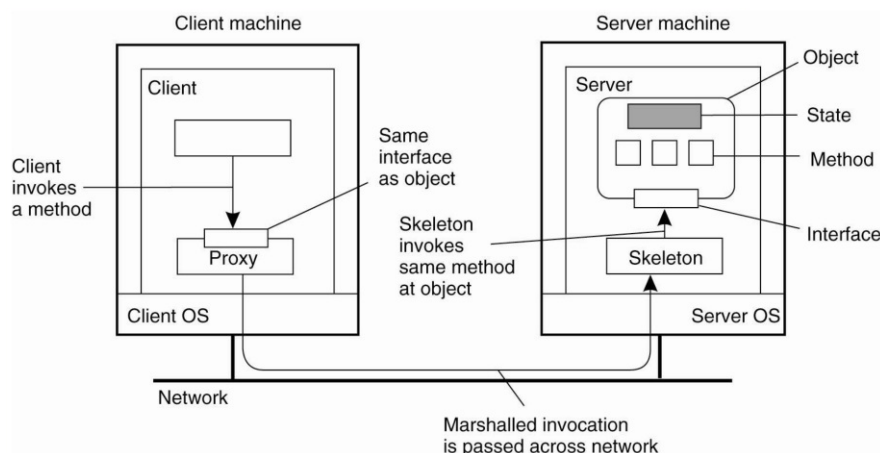 Client machine
Server machine
Object
Client
Server
State
Same
interface
as object
Client
invokes
a method
Method
Skeleton
invokes
same method
at object
Interface
Proxy
Skeleton
Client OS
Server OS
Network
Marshalled invocation
is passed across network